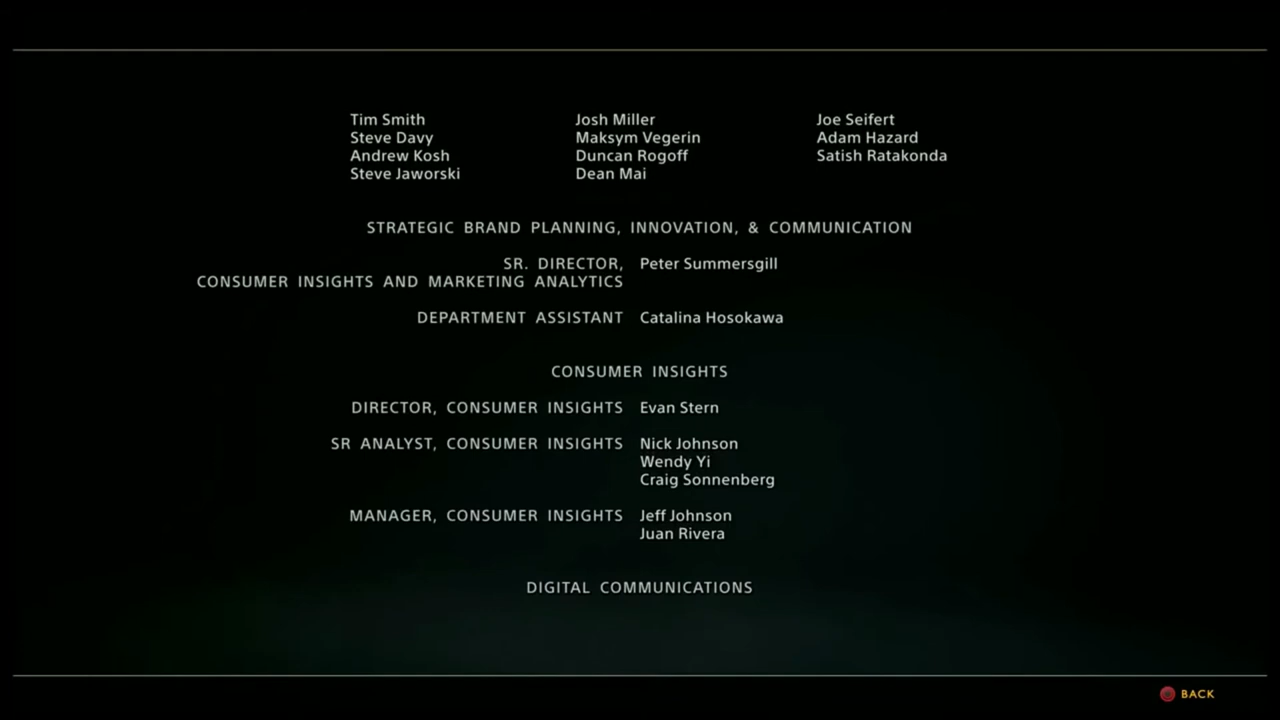 Tim Smith Josh Miller Joe Seifert
Steve Davy Maksym Vegerin Adam Hazard
Andrew Kosh Duncan Rogoff Satish Ratakonda
Steve Jaworski Dean Mai
STRATEGIC BRAND PLANNING, INNOVATION, & COMMUNICATION
SR. DIRECTOR, Peter Summersgill
CONSUMER INSIGHTS AND MARKETING ANALYTICS
DEPARTMENT ASSISTANT Catalina Hosokawa
CONSUMER INSIGHTS
DIRECTOR, CONSUMER INSIGHTS Evan Stern
SR ANALYST, CONSUMER INSIGHTS Nick Johnson
Wendy Yi
Craig Sonnenberg
MANAGER, CONSUMER INSIGHTS Jeff Johnson
Juan Rivera
DIGITAL COMMUNICATIONS
BACK